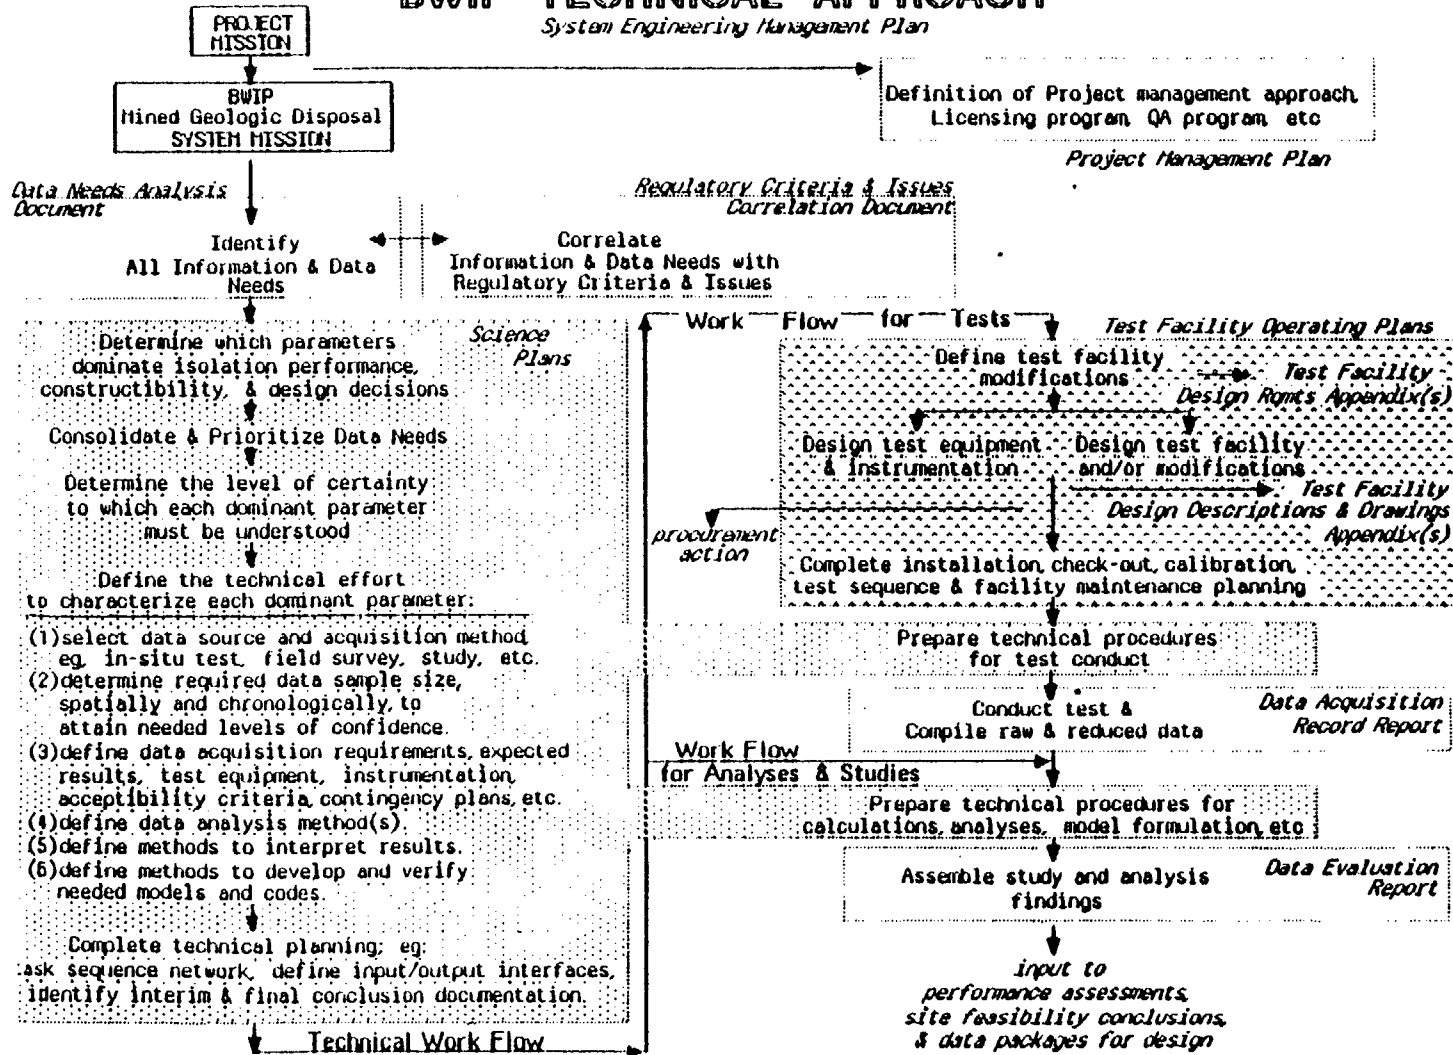 BWIP TECHNICAL APPROACH
System Engineering Management Plan
PROJECT
MISSION
BWIP
Mined Geologic Disposal
SYSTEM MISSION
Definition of Project management approach,
Licensing program, QA program, etc
Project Management Plan
Data Needs Analysis
Document
Regulatory Criteria & Issues
Correlation Document
Identify
All Information & Data
Needs
Correlate
Information & Data Needs with
Regulatory Criteria & Issues
Science
Plans
Determine which parameters
dominate isolation performance,
constructibility, & design decisions
Consolidate & Prioritize Data Needs
Determine the level of certainty
to which each dominant parameter
must be understood
Define the technical effort
to characterize each dominant parameter:
(1)select data source and acquisition method,
eg, in-situ test, field survey, study, etc.
(2)determine required data sample size,
spatially and chronologically, to
attain needed levels of confidence.
(3)define data acquisition requirements, expected
results, test equipment, instrumentation,
acceptibility criteria, contingency plans, etc.
(4)define data analysis method(s).
(5)define methods to interpret results.
(6)define methods to develop and verify
needed models and codes.
Complete technical planning; eg:
ask sequence network, define input/output interfaces,
identify interim & final conclusion documentation.
Technical Work Flow
Work Flow for Tests
Test Facility Operating Plans
Define test facility
modifications
Test Facility
Design Rqmts Appendix(s)
Design test equipment
& instrumentation
Design test facility
and/or modifications
Test Facility
Design Descriptions & Drawings
Appendix(s)
procurement
action
Complete installation, check-out, calibration,
test sequence & facility maintenance planning
Prepare technical procedures
for test conduct
Conduct test &
Compile raw & reduced data
Data Acquisition
Record Report
Work Flow
for Analyses & Studies
Prepare technical procedures for
calculations, analyses, model formulation, etc
Assemble study and analysis
findings
Data Evaluation
Report
input to
performance assessments,
site feasibility conclusions,
& data packages for design